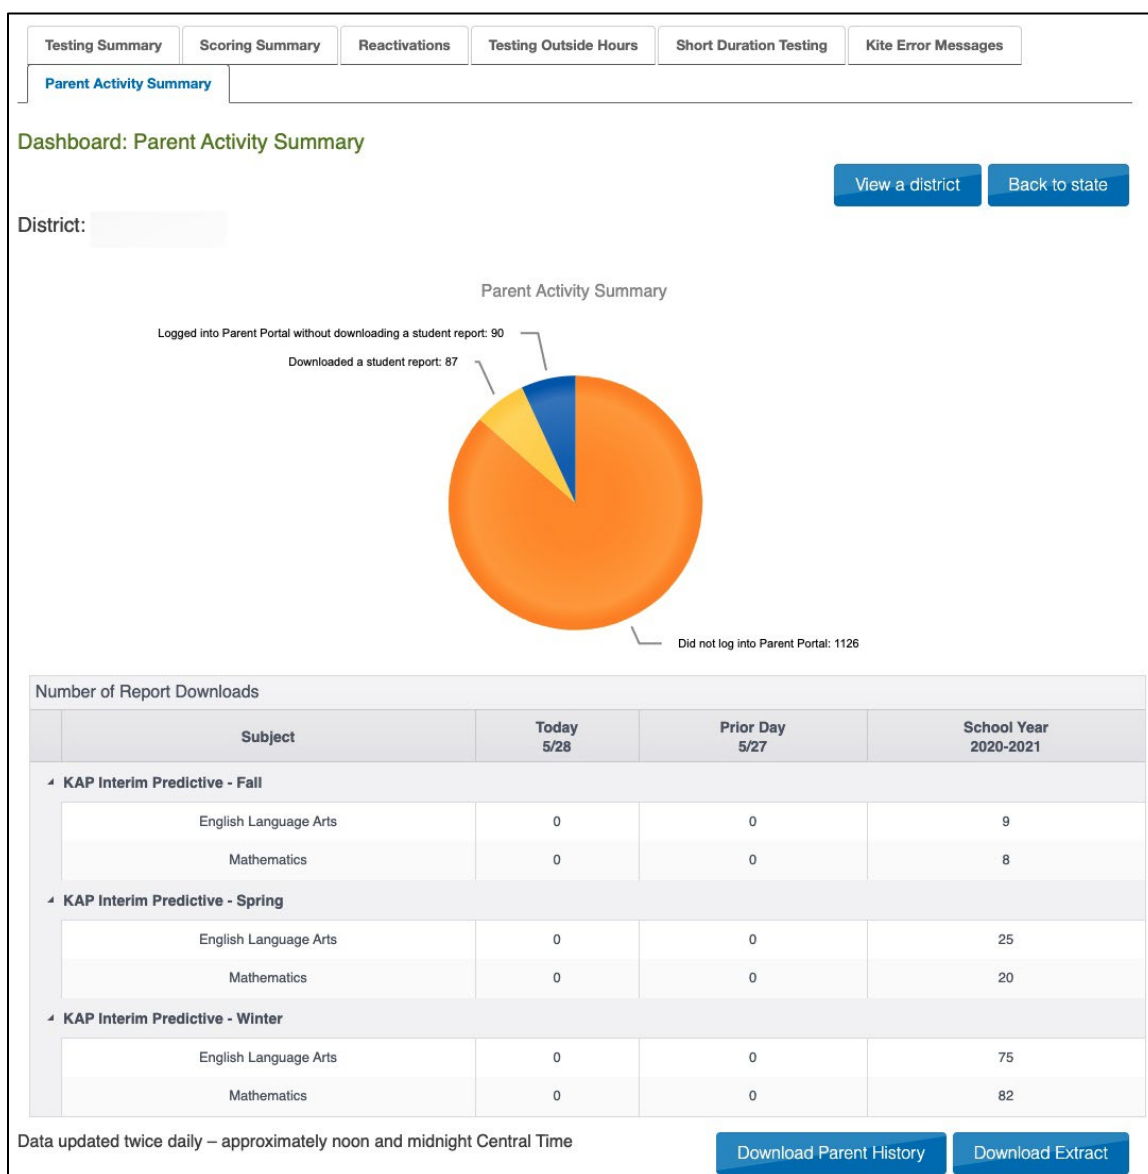 Testing Summary
Scoring Summary
Reactivations
Testing Outside Hours
Short Duration Testing
Kite Error Messages
Parent Activity Summary
Dashboard: Parent Activity Summary
View a district
Back to state
District:
Parent Activity Summary
Logged into Parent Portal without downloading a student report: 90
Downloaded a student report: 87
Did not log into Parent Portal: 1126
Number of Report Downloads
Subject
Today
5/28
Prior Day
5/27
School Year
2020-2021
KAP Interim Predictive - Fall
English Language Arts 0 0 9
Mathematics 0 0 8
KAP Interim Predictive - Spring
English Language Arts 0 0 25
Mathematics 0 0 20
KAP Interim Predictive - Winter
English Language Arts 0 0 75
Mathematics 0 0 82
Data updated twice daily – approximately noon and midnight Central Time
Download Parent History
Download Extract